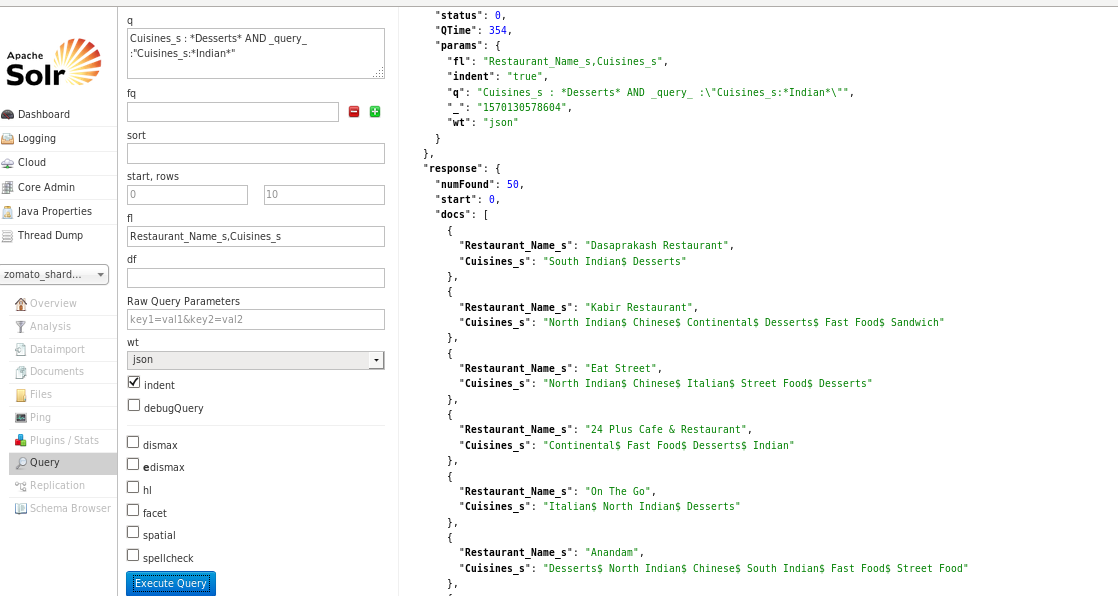 Apache
Solr
Dashboard
Logging
Cloud
Core Admin
Java Properties
Thread Dump
zomato_shard...
Overview
Analysis
Dataimport
Documents
Files
Ping
Plugins / Stats
Query
Replication
Schema Browser
q
Cuisines_s : *Desserts* AND _query_
:"Cuisines_s:*Indian*"
fq
sort
start, rows
0
10
fl
Restaurant_Name_s,Cuisines_s
df
Raw Query Parameters
key1=val1&key2=val2
wt
json
indent
debugQuery
dismax
edismax
hl
facet
spatial
spellcheck
Execute Query
"status": 0,
"QTime": 354,
"params": {
"fl": "Restaurant_Name_s,Cuisines_s",
"indent": "true",
"q": "Cuisines_s : *Desserts* AND _query_ :\"Cuisines_s:*Indian*\"",
"_": "1570130578604",
"wt": "json"
}
},
"response": {
"numFound": 50,
"start": 0,
"docs": [
{
"Restaurant_Name_s": "Dasaprakash Restaurant",
"Cuisines_s": "South Indian$ Desserts"
},
{
"Restaurant_Name_s": "Kabir Restaurant",
"Cuisines_s": "North Indian$ Chinese$ Continental$ Desserts$ Fast Food$ Sandwich"
},
{
"Restaurant_Name_s": "Eat Street",
"Cuisines_s": "North Indian$ Chinese$ Italian$ Street Food$ Desserts"
},
{
"Restaurant_Name_s": "24 Plus Cafe & Restaurant",
"Cuisines_s": "Continental$ Fast Food$ Desserts$ Indian"
},
{
"Restaurant_Name_s": "On The Go",
"Cuisines_s": "Italian$ North Indian$ Desserts"
},
{
"Restaurant_Name_s": "Anandam",
"Cuisines_s": "Desserts$ North Indian$ Chinese$ South Indian$ Fast Food$ Street Food"
},